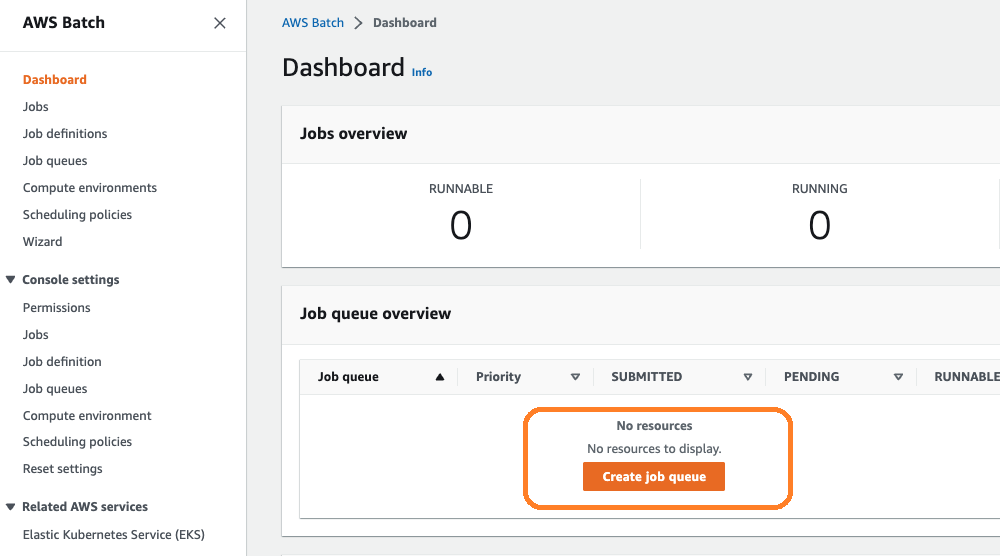 AWS Batch
Dashboard
Jobs
Job definitions
Job queues
Compute environments
Scheduling policies
Wizard
Console settings
Permissions
Jobs
Job definition
Job queues
Compute environment
Scheduling policies
Reset settings
Related AWS services
Elastic Kubernetes Service (EKS)
AWS Batch Dashboard
Dashboard Info
Jobs overview
RUNNABLE RUNNING
0 0
Job queue overview
Job queue Priority SUBMITTED PENDING RUNNABLE
No resources
No resources to display.
Create job queue